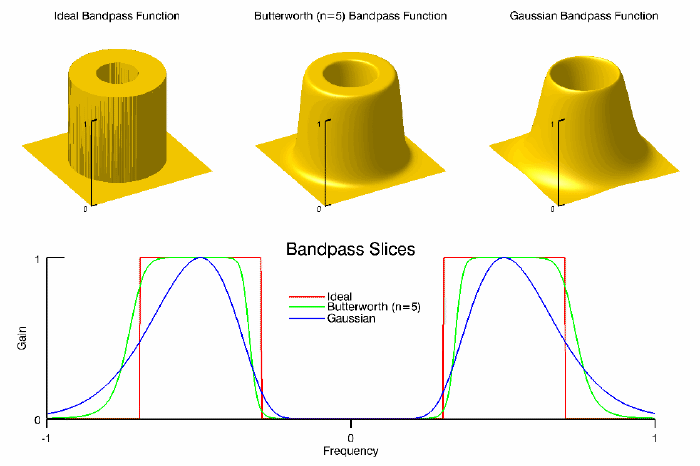 Ideal Bandpass Function
Butterworth (n=5) Bandpass Function
Gaussian Bandpass Function
1
0
1
0
1
0
Bandpass Slices
1
Ideal
Butterworth (n=5)
Gaussian
Gain
0
-1
0
1
Frequency